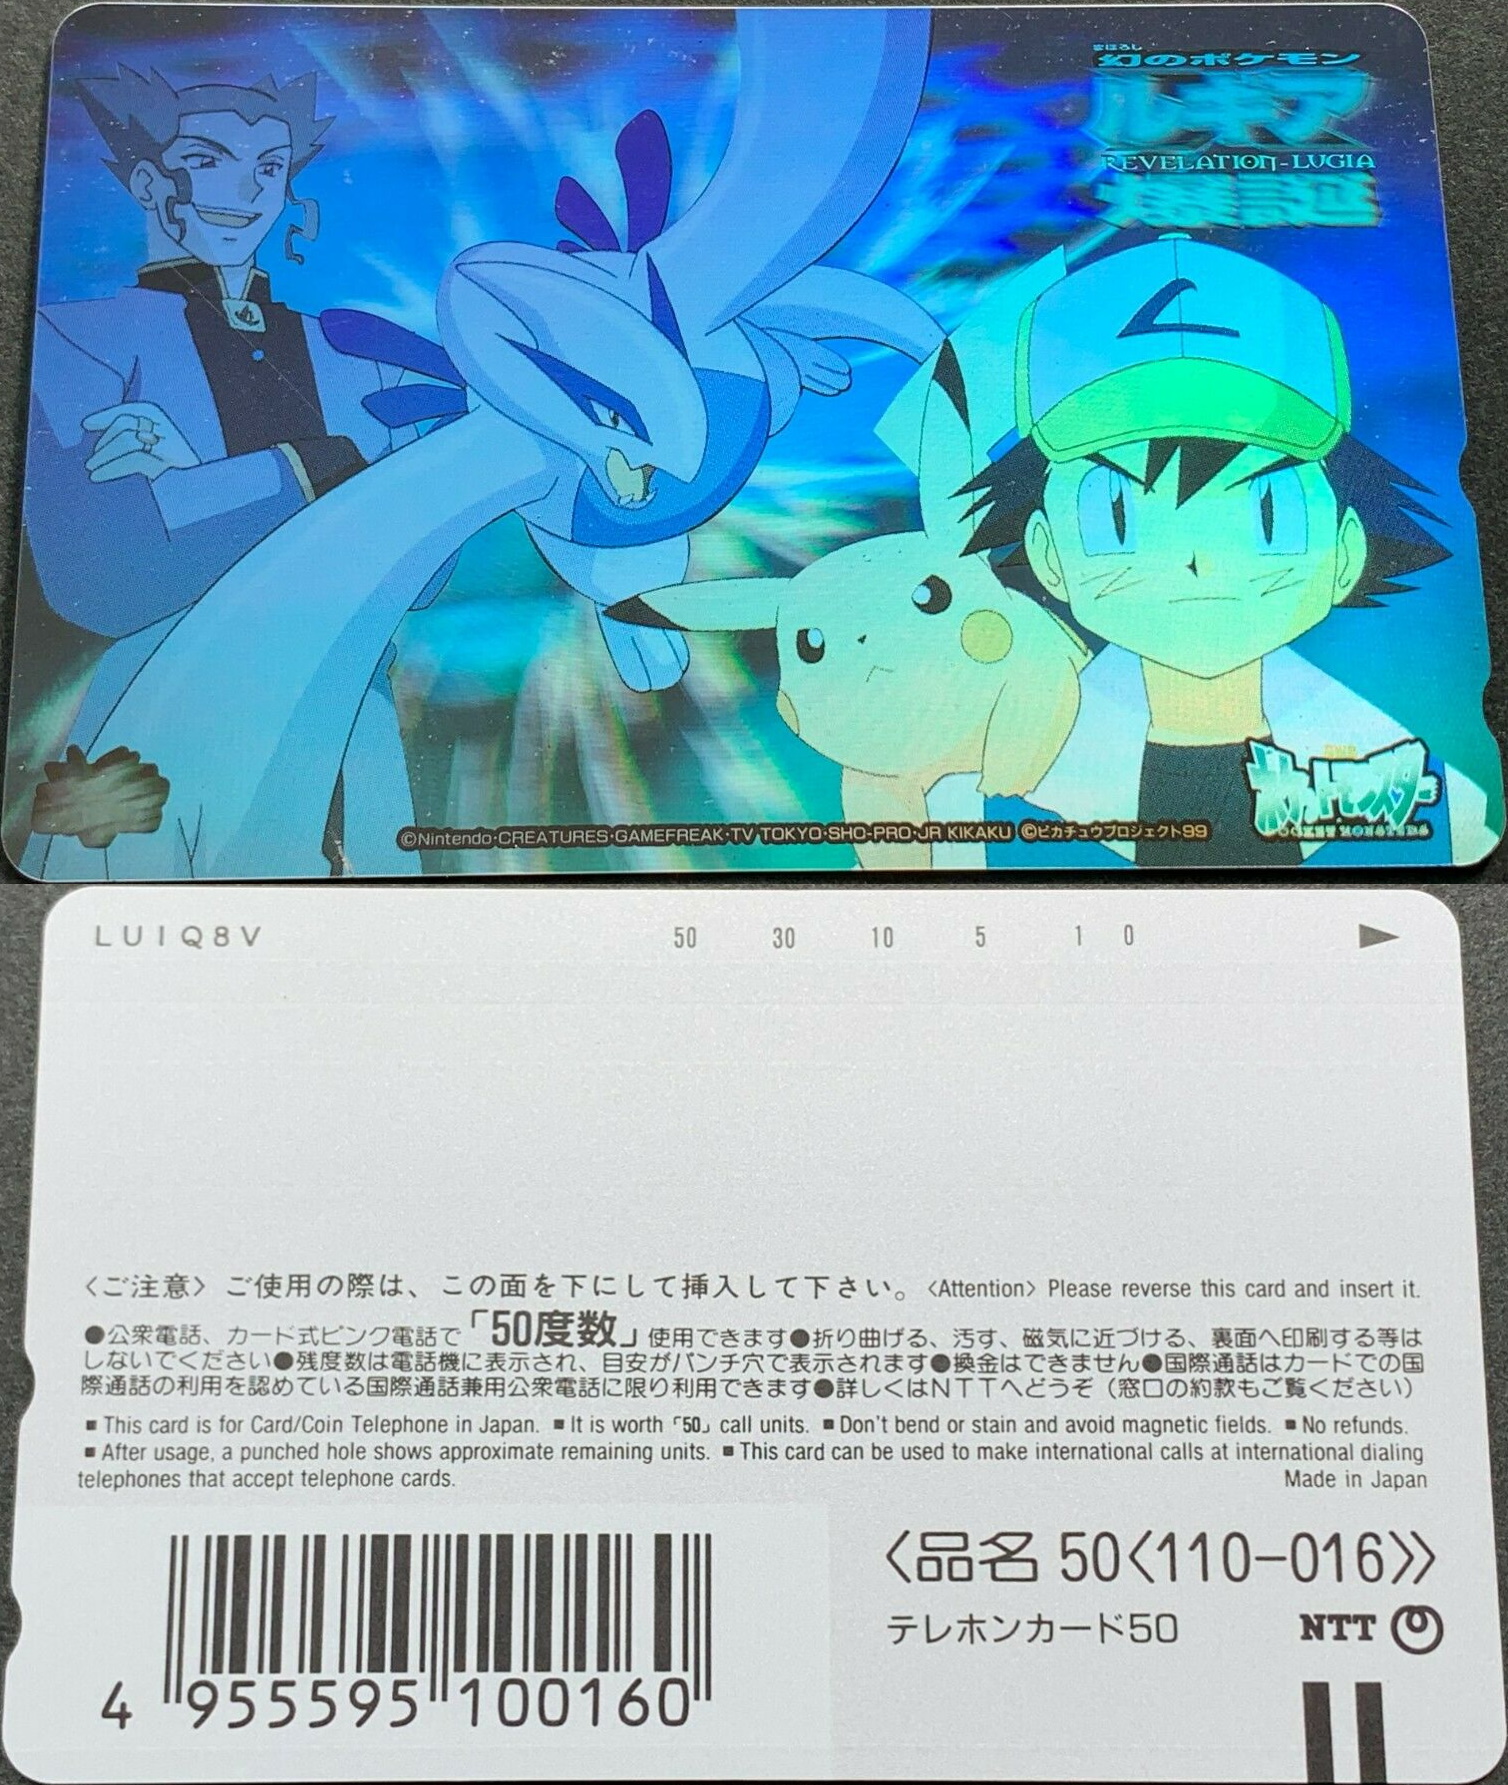 まぼろし
幻のポケモン
ルギア
REVELATION-LUGIA
爆誕
ポケットモンスター
POCKET MONSTERS
©Nintendo·CREATURES·GAMEFREAK·TV TOKYO·SHO-PRO·JR KIKAKU ©ピカチュウプロジェクト99
LU1Q8V 50 30 10 5 1 0
〈ご注意〉ご使用の際は、この面を下にして挿入して下さい。〈Attention〉Please reverse this card and insert it.
●公衆電話、カード式ピンク電話で「50度数」使用できます●折り曲げる、汚す、磁気に近づける、裏面へ印刷する等は
しないでください●残度数は電話機に表示され、目安がパンチ穴で表示されます●換金はできません●国際通話はカードでの国
際通話の利用を認めている国際通話兼用公衆電話に限り利用できます●詳しくはNTTへどうぞ（窓口の約款もご覧ください）
■ This card is for Card/Coin Telephone in Japan. ■ It is worth「50」call units. ■ Don't bend or stain and avoid magnetic fields. ■ No refunds.
■ After usage, a punched hole shows approximate remaining units. ■ This card can be used to make international calls at international dialing
telephones that accept telephone cards. Made in Japan
〈品名 50〈110-016〉〉
テレホンカード50 NTT
4 955595 100160